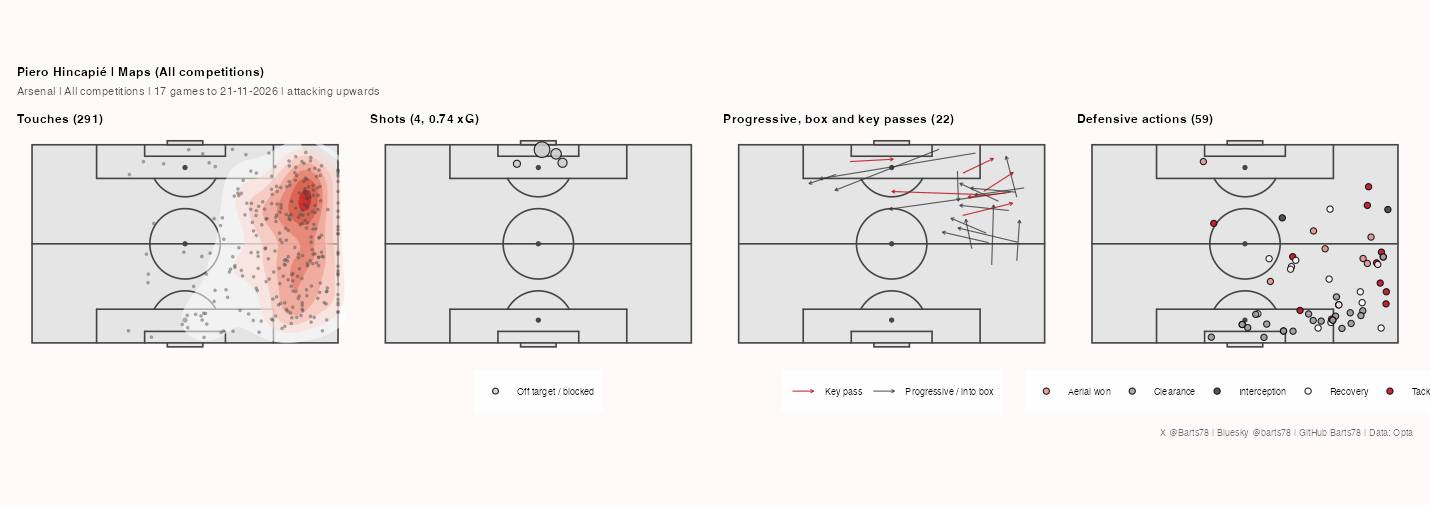 Piero Hincapié | Maps (All competitions)
Arsenal | All competitions | 17 games to 21-11-2026 | attacking upwards
Touches (291)
Shots (4, 0.74 xG)
Progressive, box and key passes (22)
Defensive actions (59)
Off target / blocked
Key pass
Progressive / into box
Aerial won
Clearance
Interception
Recovery
Tack
X @Barts78 | Bluesky @barts78 | GitHub Barts78 | Data: Opta